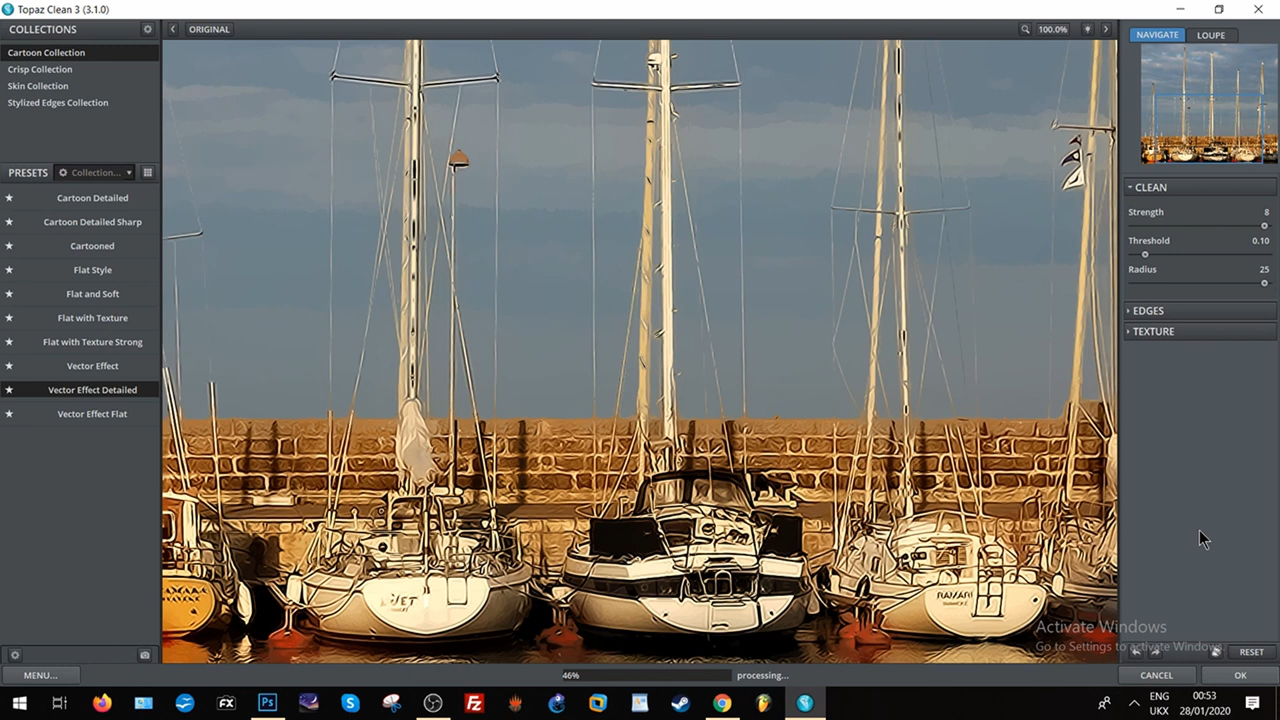 Topaz Clean 3 (3.1.0)
COLLECTIONS
ORIGINAL
100.0%
NAVIGATE
LOUPE
Cartoon Collection
Crisp Collection
Skin Collection
Stylized Edges Collection
PRESETS
Collection...
Cartoon Detailed
Cartoon Detailed Sharp
Cartooned
Flat Style
Flat and Soft
Flat with Texture
Flat with Texture Strong
Vector Effect
Vector Effect Detailed
Vector Effect Flat
CLEAN
Strength 8
Threshold 0.10
Radius 25
EDGES
TEXTURE
Activate Windows
Go to Settings to activate Windows.
RESET
MENU...
46%
processing...
CANCEL
OK
FX
Ps
ENG
UKX
00:53
28/01/2020